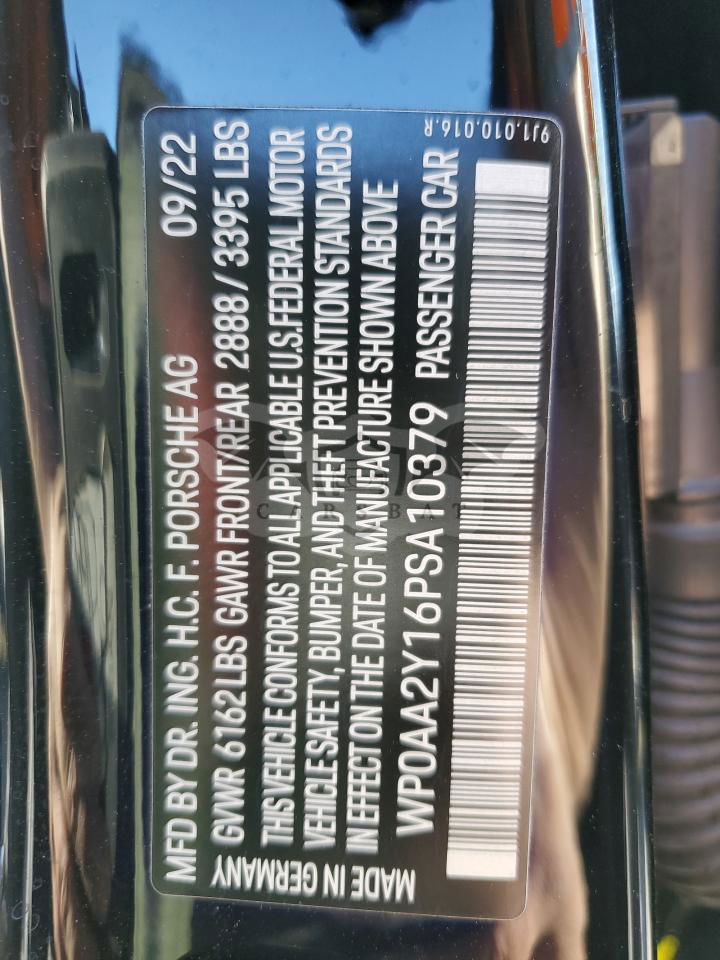 MFD BY DR. ING. H.C. F. PORSCHE AG 09/22
GVWR 6162 LBS GAWR FRONT/REAR 2888 / 3395 LBS
THIS VEHICLE CONFORMS TO ALL APPLICABLE U.S. FEDERAL MOTOR
VEHICLE SAFETY, BUMPER, AND THEFT PREVENTION STANDARDS
IN EFFECT ON THE DATE OF MANUFACTURE SHOWN ABOVE
WP0AA2Y16PSA10379 PASSENGER CAR
MADE IN GERMANY
9J1.010.016.R